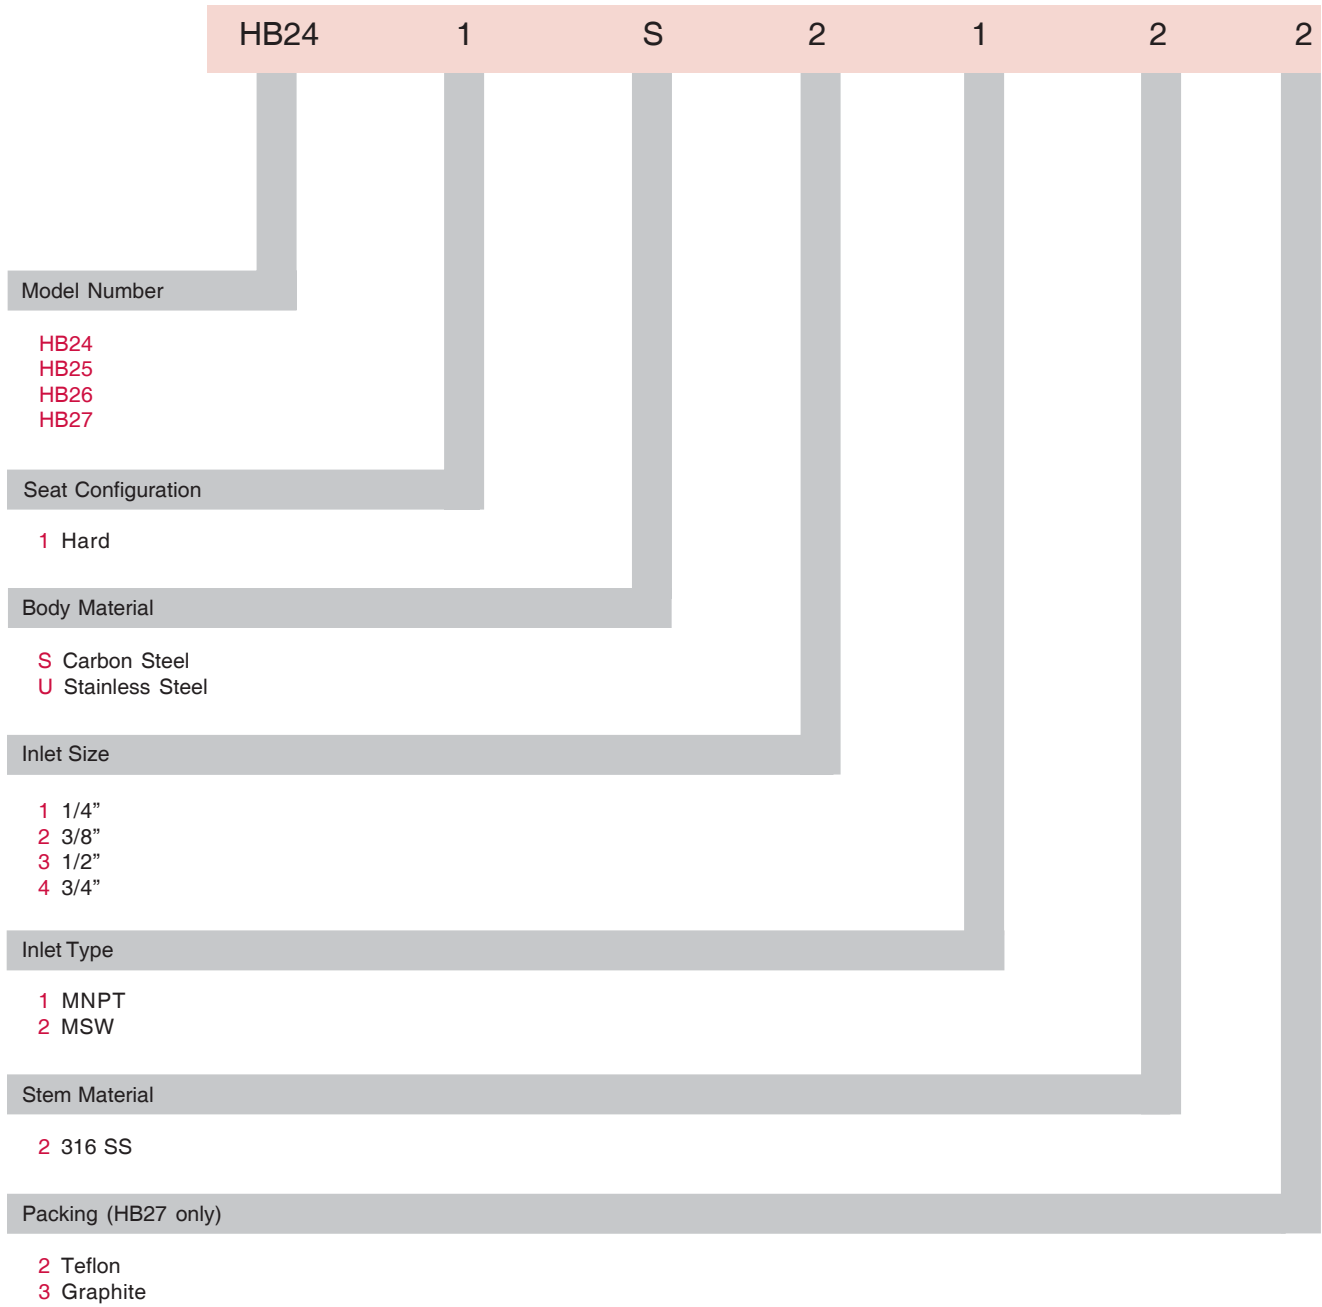 HB24 1 S 2 1 2 2
Model Number
HB24
HB25
HB26
HB27
Seat Configuration
1 Hard
Body Material
S Carbon Steel
U Stainless Steel
Inlet Size
1 1/4”
2 3/8”
3 1/2”
4 3/4”
Inlet Type
1 MNPT
2 MSW
Stem Material
2 316 SS
Packing (HB27 only)
2 Teflon
3 Graphite